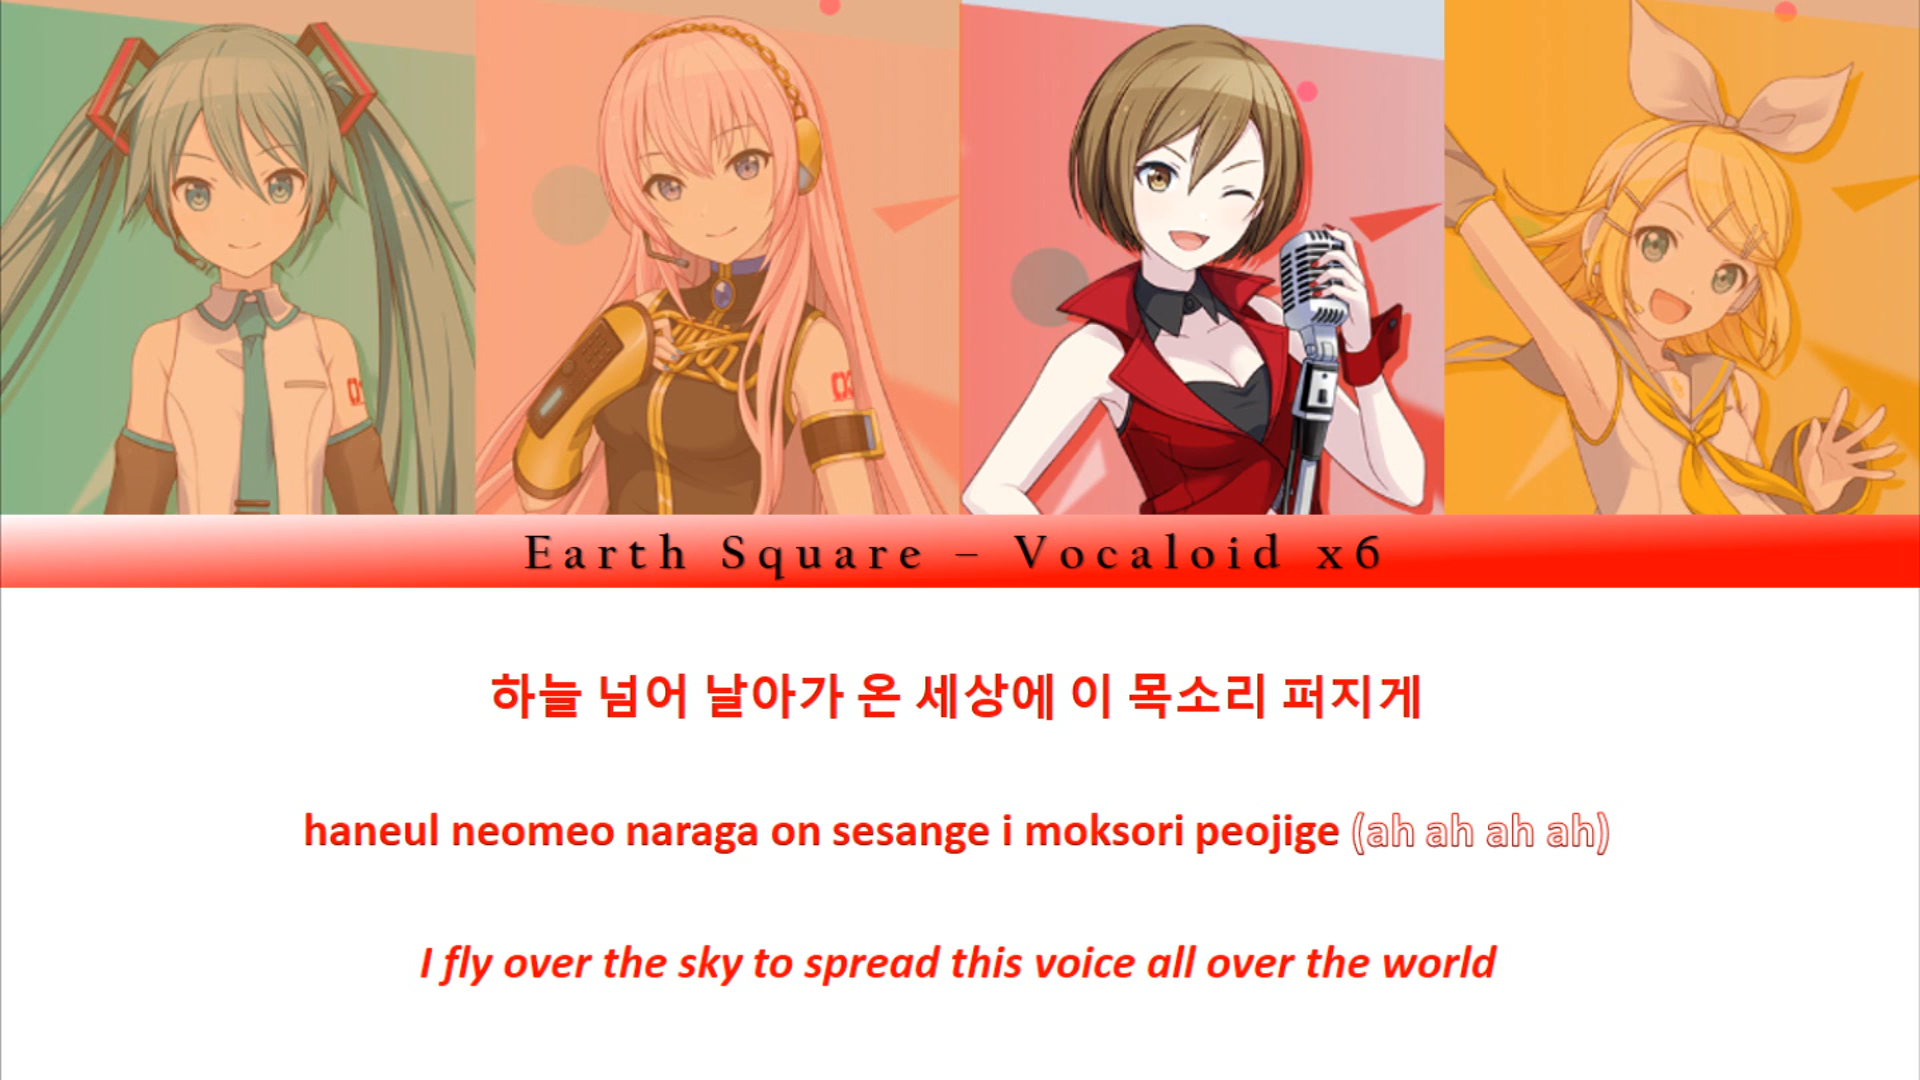 01
03
Earth Square – Vocaloid x6
하늘 넘어 날아가 온 세상에 이 목소리 퍼지게
haneul neomeo naraga on sesange i moksori peojige (ah ah ah ah)
I fly over the sky to spread this voice all over the world